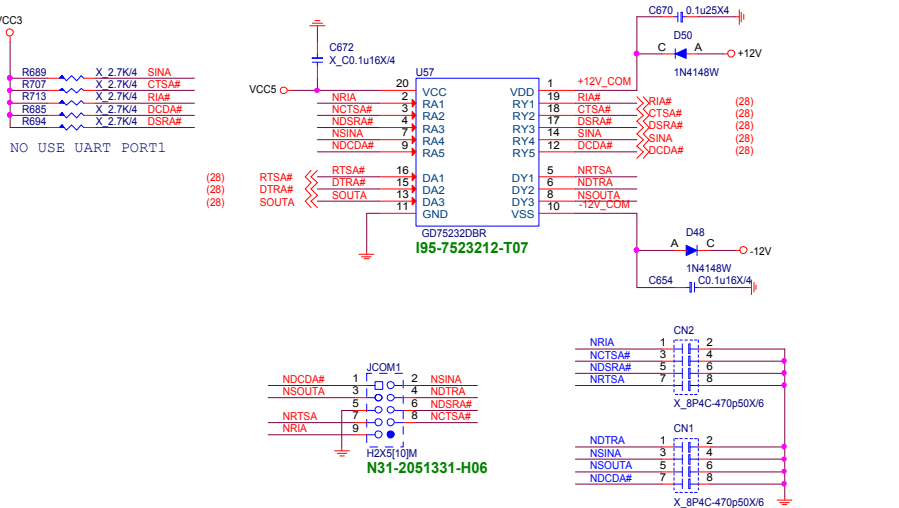 VCC3
R689 X_2.7K/4 SINA
R707 X_2.7K/4 CTSA#
R713 X_2.7K/4 RIA#
R685 X_2.7K/4 DCDA#
R694 X_2.7K/4 DSRA#
NO USE UART PORT1
C672
X_C0.1u16X/4
VCC5
C670 0.1u25X4
D50
C A +12V
1N4148W
U57
20 VCC VDD 1 +12V_COM
NRIA 2 RA1 RY1 19 RIA# RIA# (28)
NCTSA# 3 RA2 RY2 18 CTSA# CTSA# (28)
NDSRA# 4 RA3 RY3 17 DSRA# DSRA# (28)
NSINA 7 RA4 RY4 14 SINA SINA (28)
NDCDA# 9 RA5 RY5 12 DCDA# DCDA# (28)
(28) RTSA# RTSA# 16 DA1 DY1 5 NRTSA
(28) DTRA# DTRA# 15 DA2 DY2 6 NDTRA
(28) SOUTA SOUTA 13 DA3 DY3 8 NSOUTA
11 GND VSS 10 -12V_COM
GD75232DBR
I95-7523212-T07
D48
A C -12V
1N4148W
C654 C0.1u16X/4
JCOM1
NDCDA# 1 2 NSINA
NSOUTA 3 4 NDTRA
5 6 NDSRA#
NRTSA 7 8 NCTSA#
NRIA 9
H2X5[10]M
N31-2051331-H06
CN2
NRIA 1 2
NCTSA# 3 4
NDSRA# 5 6
NRTSA 7 8
X_8P4C-470p50X/6
CN1
NDTRA 1 2
NSINA 3 4
NSOUTA 5 6
NDCDA# 7 8
X_8P4C-470p50X/6